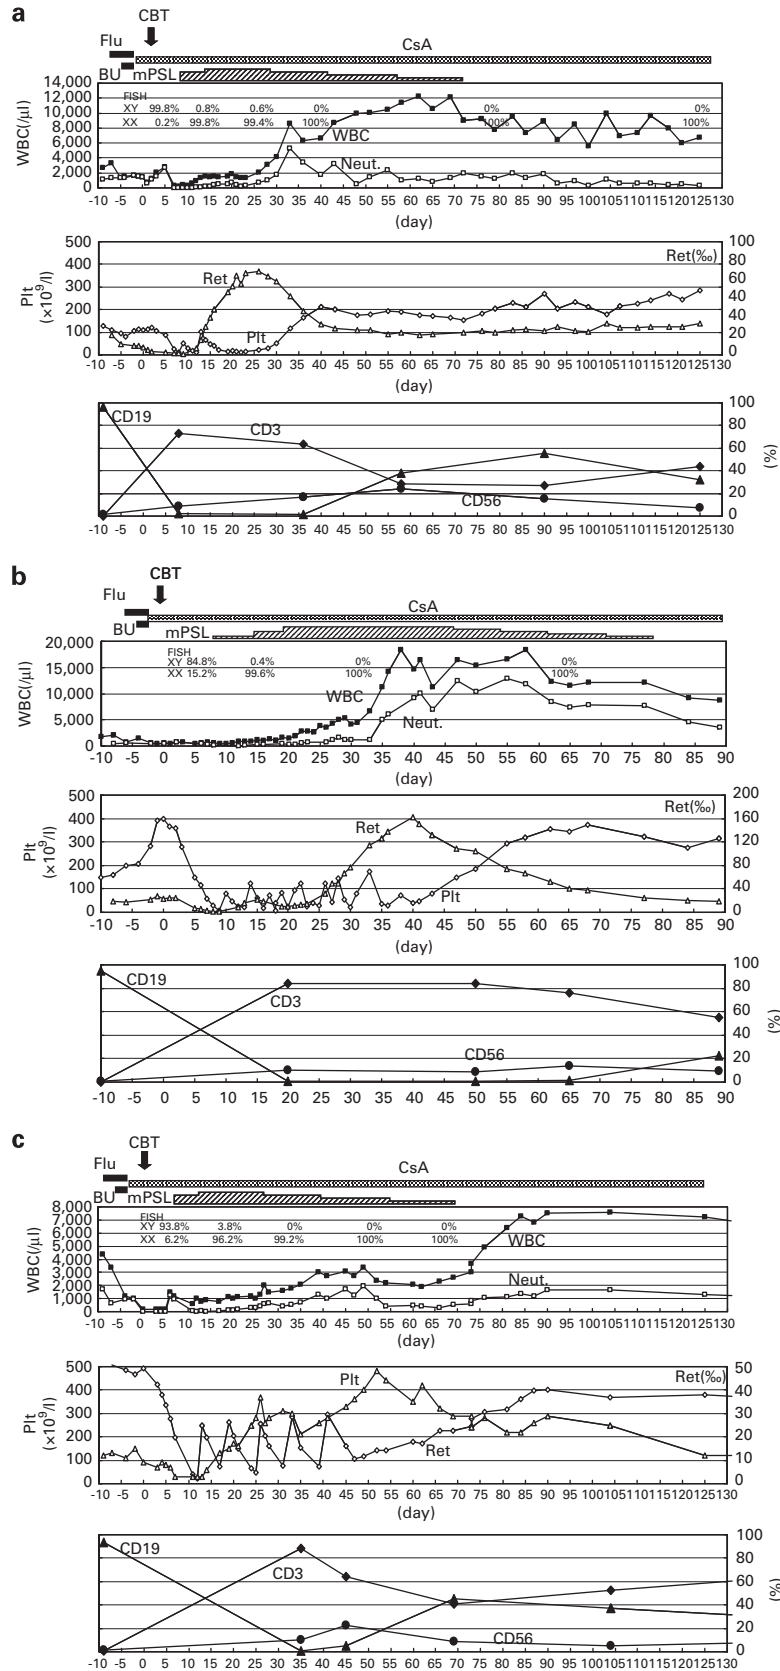 a
CBT
Flu
CsA
BU mPSL
14,000
12,000
10,000
8,000
6,000
4,000
2,000
0
WBC(/µl)
FISH
XY 99.8% 0.8% 0.6% 0% 0% 0%
XX 0.2% 99.8% 99.4% 100% 100% 100%
WBC
Neut.
-10 -5 0 5 10 15 20 25 30 35 40 45 50 55 60 65 70 75 80 85 90 95 100 105 110 115 120 125 130
(day)
500
400
300
200
100
0
Plt
(×10⁹/l)
Ret(‰)
100
80
60
40
20
0
Ret
Plt
-10 -5 0 5 10 15 20 25 30 35 40 45 50 55 60 65 70 75 80 85 90 95 100 105 110 115 120 125 130
(day)
CD19
CD3
CD56
100
80
60
40
20
0
(%)
-10 -5 0 5 10 15 20 25 30 35 40 45 50 55 60 65 70 75 80 85 90 95 100 105 110 115 120 125 130
b
CBT
Flu
CsA
BU
mPSL
20,000
15,000
10,000
5,000
0
WBC(/µl)
FISH
XY 84.8% 0.4% 0% 0%
XX 15.2% 99.6% 100% 100%
WBC
Neut.
-10 -5 0 5 10 15 20 25 30 35 40 45 50 55 60 65 70 75 80 85 90
(day)
500
400
300
200
100
0
Plt
(×10⁹/l)
Ret(‰)
200
160
120
80
40
0
Ret
Plt
-10 -5 0 5 10 15 20 25 30 35 40 45 50 55 60 65 70 75 80 85 90
(day)
CD19
CD3
CD56
100
80
60
40
20
0
(%)
-10 -5 0 5 10 15 20 25 30 35 40 45 50 55 60 65 70 75 80 85 90
c
CBT
Flu
CsA
BU mPSL
8,000
7,000
6,000
5,000
4,000
3,000
2,000
1,000
0
WBC(/µl)
FISH
XY 93.8% 3.8% 0% 0% 0%
XX 6.2% 96.2% 99.2% 100% 100%
WBC
Neut.
-10 -5 0 5 10 15 20 25 30 35 40 45 50 55 60 65 70 75 80 85 90 95 100 105 110 115 120 125 130
(day)
500
400
300
200
100
0
Plt
(×10⁹/l)
Ret(‰)
50
40
30
20
10
0
Plt
Ret
-10 -5 0 5 10 15 20 25 30 35 40 45 50 55 60 65 70 75 80 85 90 95 100 105 110 115 120 125 130
(day)
CD19
CD3
CD56
100
80
60
40
20
0
(%)
-10 -5 0 5 10 15 20 25 30 35 40 45 50 55 60 65 70 75 80 85 90 95 100 105 110 115 120 125 130